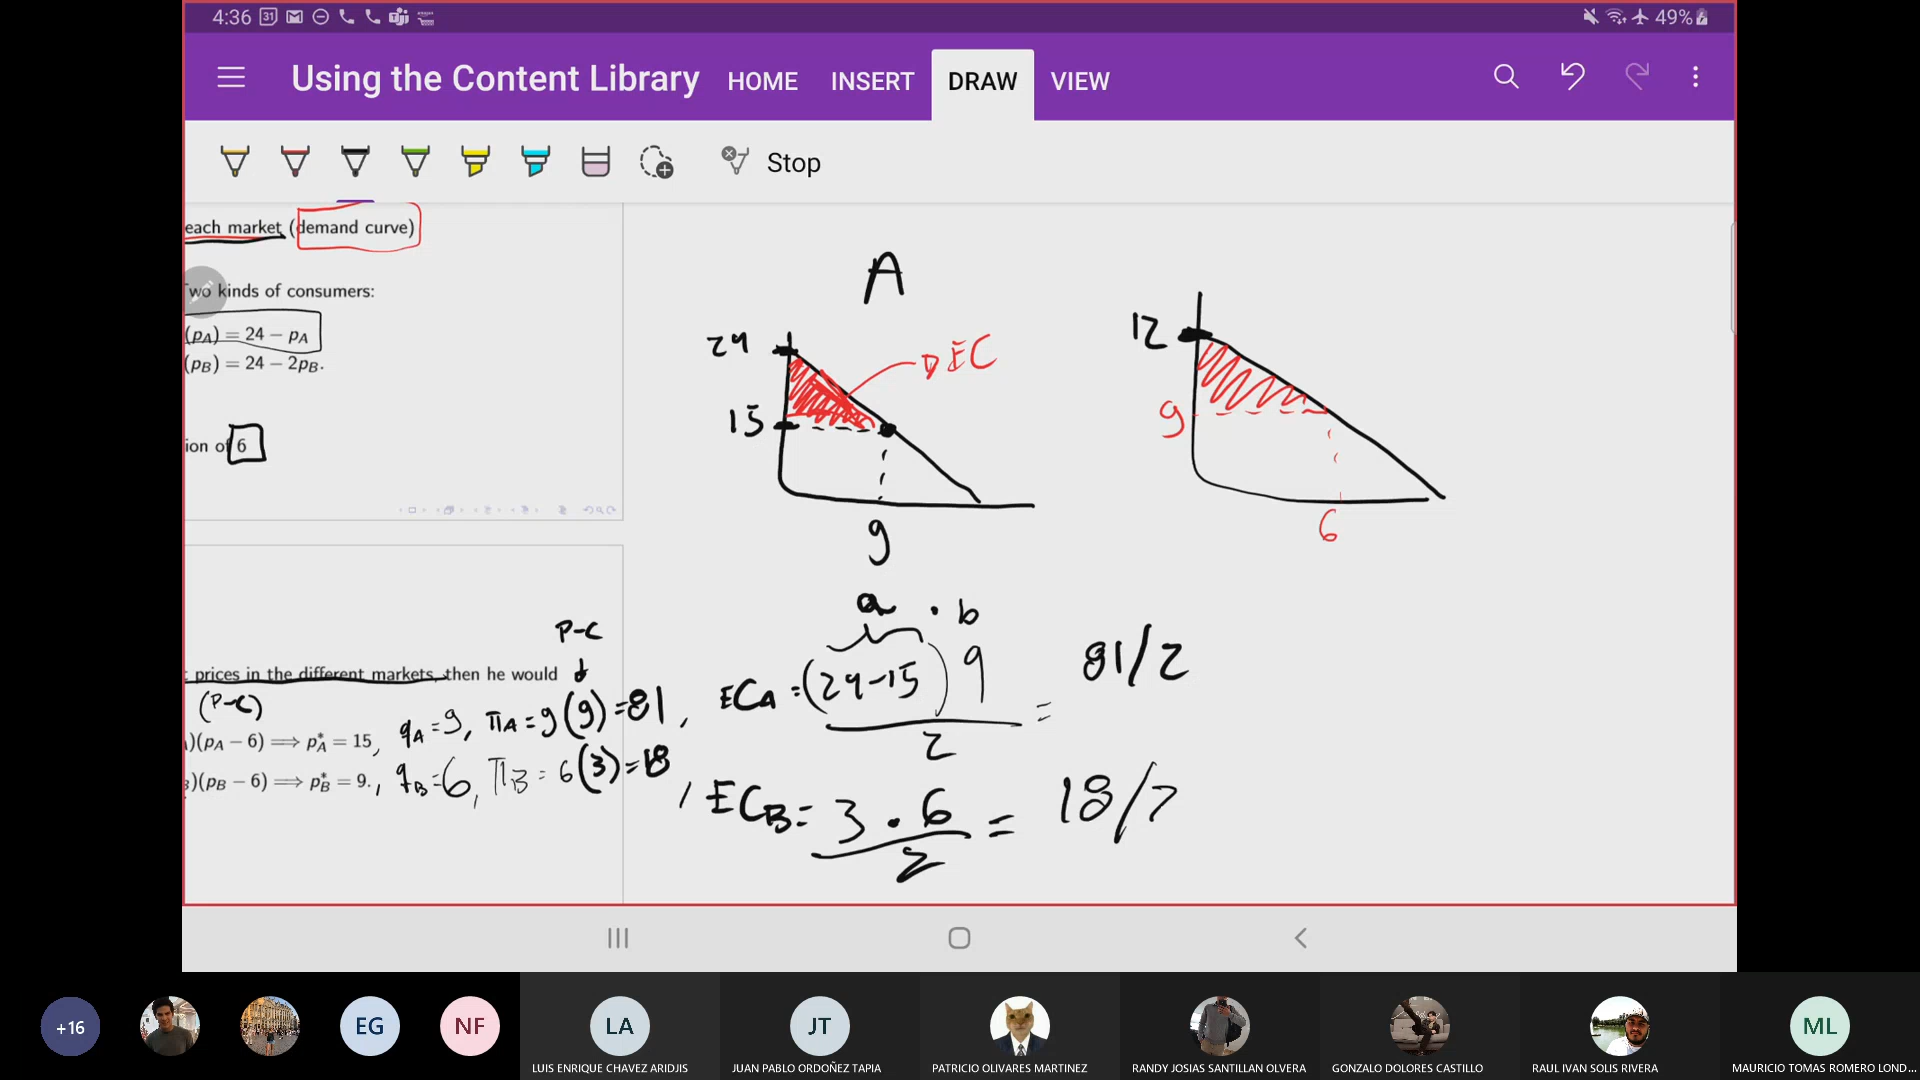 4:36
49%
Using the Content Library HOME INSERT DRAW VIEW
Stop
each market (demand curve)
Two kinds of consumers:
(pA) = 24 − pA
(pB) = 24 − 2pB.
ion of 6
A
24
15
EC
9
12
9
6
prices in the different markets, then he would
P-C
(P-C)
)(pA − 6) ⟹ p*A = 15, qA = 9, πA = 9(9) = 81,
)(pB − 6) ⟹ p*B = 9., qB = 6, πB = 6(3) = 18,
a . b
ECA = (24-15) 9 = 81/2
2
ECB = 3 . 6 = 18/2
2
+16
EG
NF
LA
JT
ML
LUIS ENRIQUE CHAVEZ ARIDJIS
JUAN PABLO ORDOÑEZ TAPIA
PATRICIO OLIVARES MARTINEZ
RANDY JOSIAS SANTILLAN OLVERA
GONZALO DOLORES CASTILLO
RAUL IVAN SOLIS RIVERA
MAURICIO TOMAS ROMERO LOND...